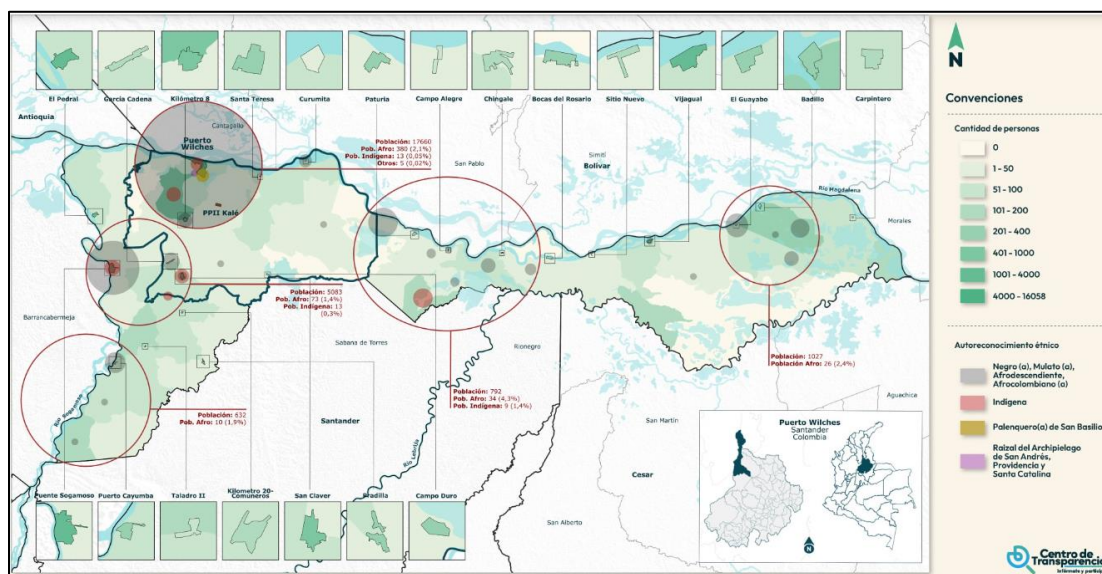 El Pedral
García Cadena
Kilómetro 8
Santa Teresa
Curumita
Paturia
Campo Alegre
Chingale
Bocas del Rosario
Sitio Nuevo
Vijagual
El Guayabo
Badillo
Carpintero
Antioquia
Cantagallo
Puerto
Wilches
PPII Kalé
Población: 17660
Pob. Afro: 380 (2,1%)
Pob. Indígena: 13 (0,05%)
Otros: 5 (0,02%)
San Pablo
Simití
Bolívar
Río Magdalena
Morales
Población: 5083
Pob. Afro: 73 (1,4%)
Pob. Indígena: 13
(0,3%)
Barrancabermeja
Sabana de Torres
Rionegro
Población: 792
Pob. Afro: 34 (4,3%)
Pob. Indígena: 9 (1,4%)
Población: 1027
Población Afro: 26 (2,4%)
Río Sogamoso
Población: 632
Pob. Afro: 10 (1,9%)
Santander
Río Lebrija
San Martín
Aguachica
Cesar
San Alberto
Puente Sogamoso
Puerto Cayumba
Taladro II
Kilometro 20-
Comuneros
San Claver
Pradilla
Campo Duro
Puerto Wilches
Santander
Colombia
N
N
Convenciones
Cantidad de personas
0
1 - 50
51 - 100
101 - 200
201 - 400
401 - 1000
1001 - 4000
4000 - 16058
Autoreconocimiento étnico
Negro (a), Mulato (a),
Afrodescendiente,
Afrocolombiano (a)
Indígena
Palenquero(a) de San Basilio
Raizal del Archipielago
de San Andrés,
Providencia y
Santa Catalina
Centro de
Transparencia
Infórmate y participa